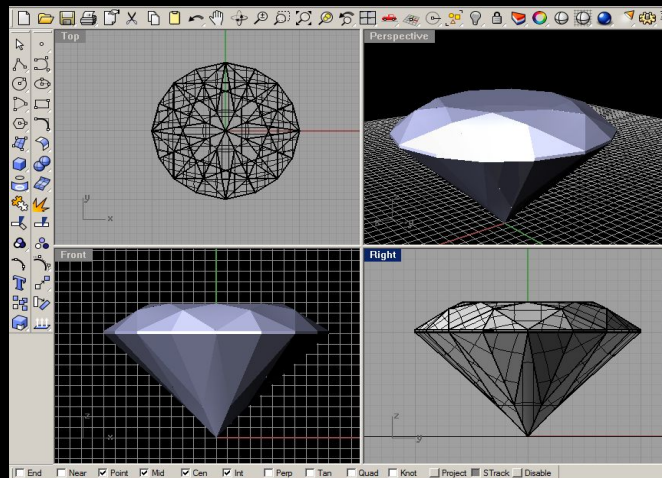 Top
Perspective
y
x
Front
Right
z
x
z
y
End Near Point Mid Cen Int Perp Tan Quad Knot Project STrack Disable